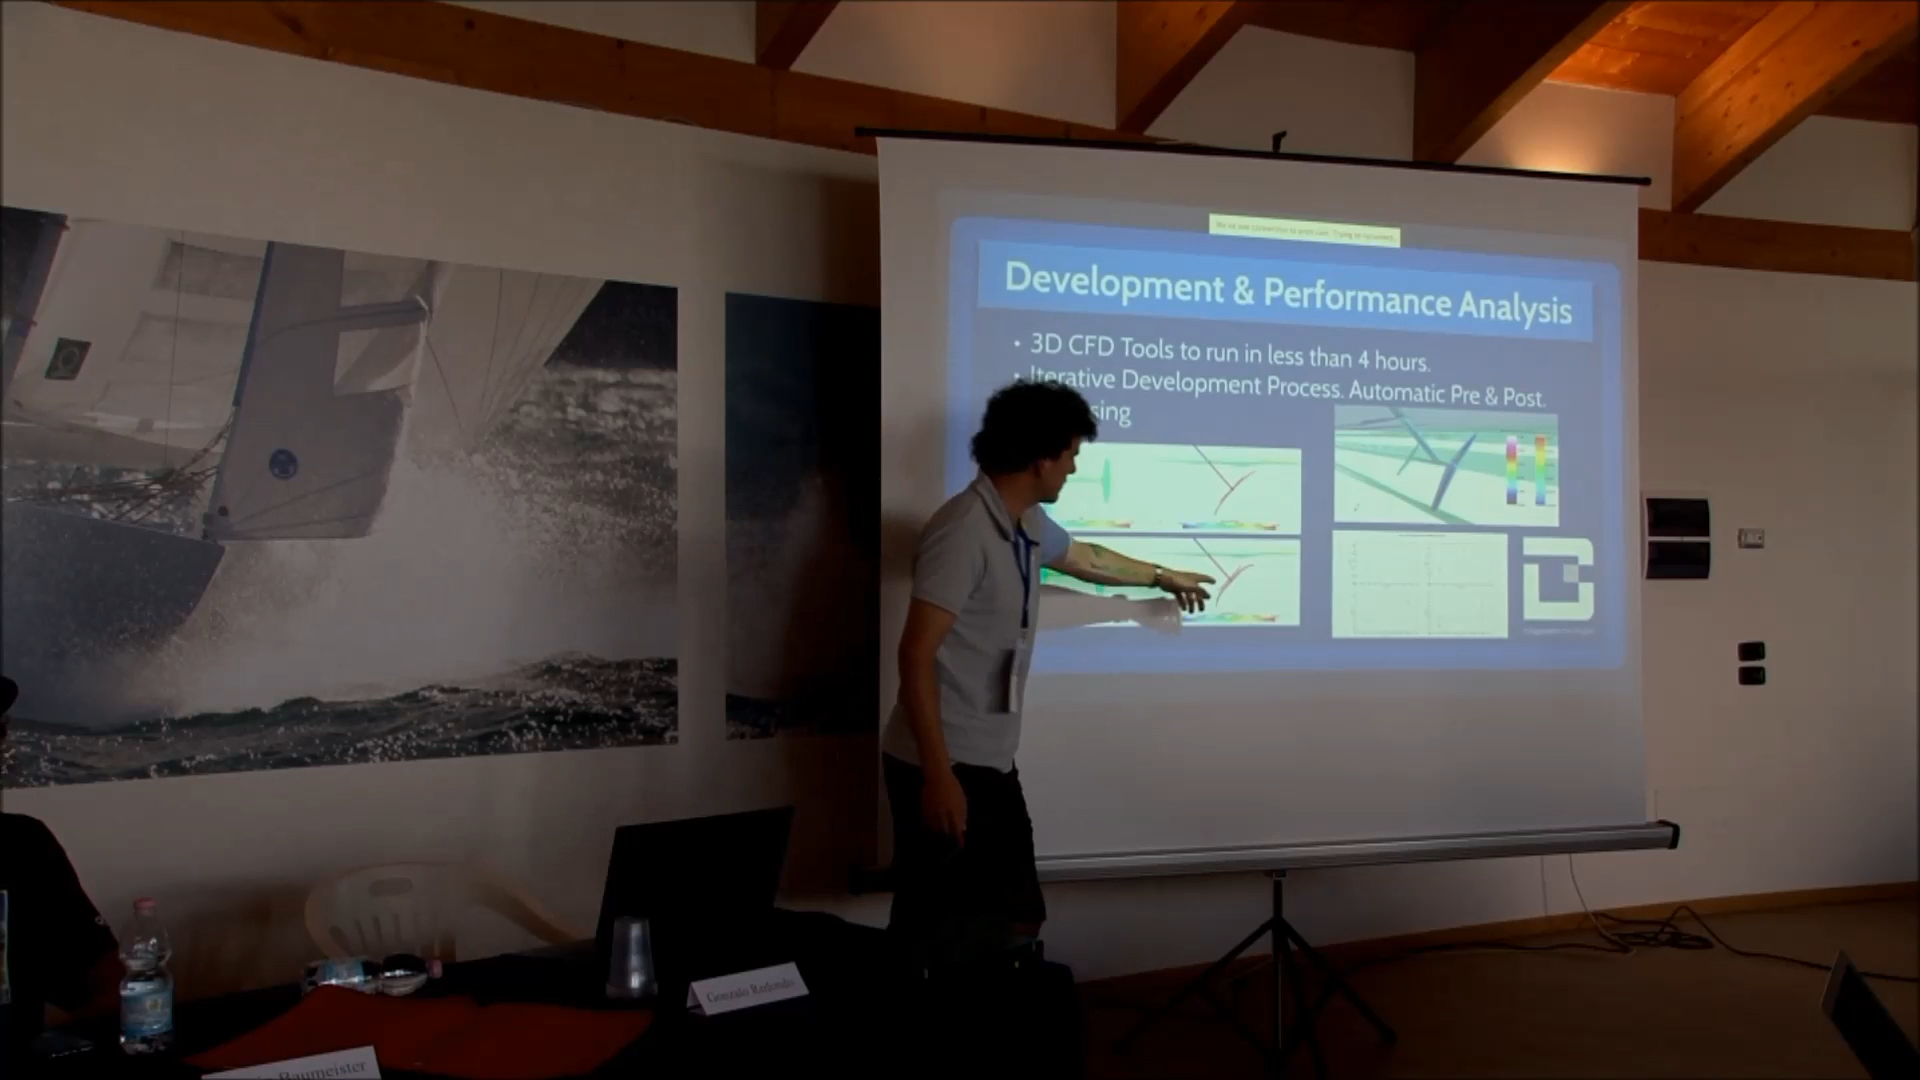 Development & Performance Analysis
• 3D CFD Tools to run in less than 4 hours.
• Iterative Development Process. Automatic Pre & Post.
sing
Gonzalo Redondo
Baumeister